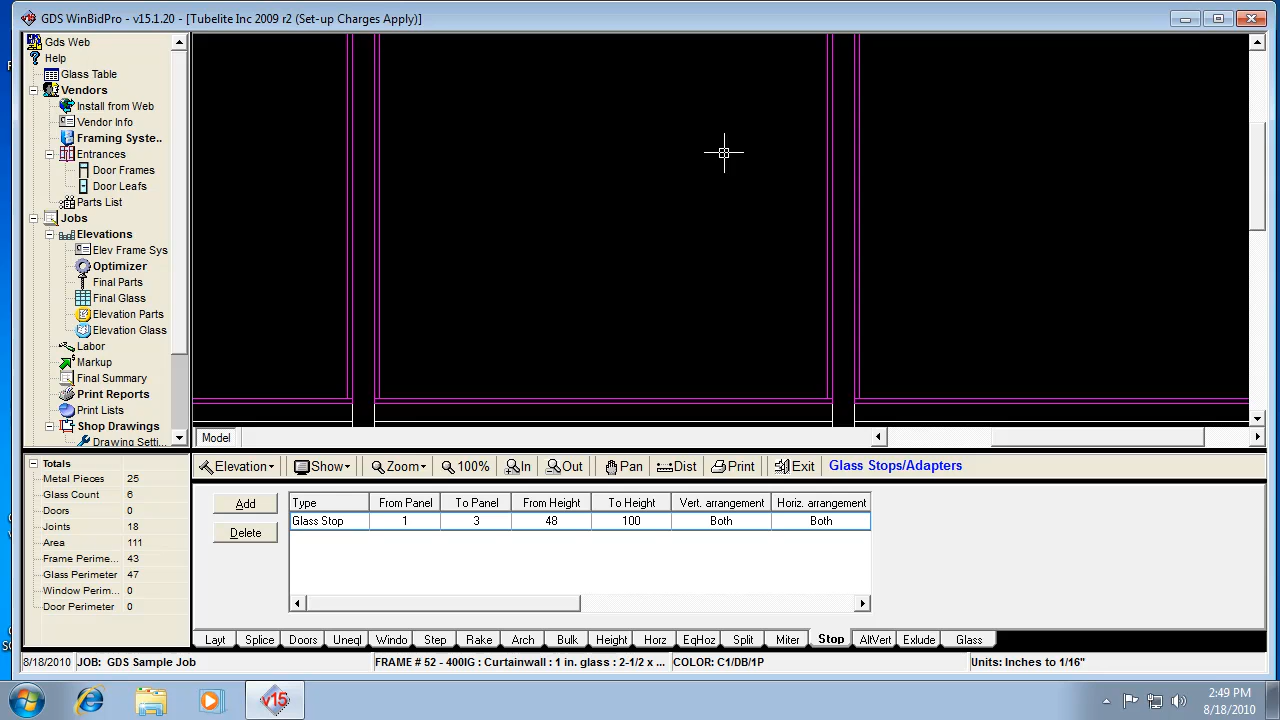 GDS WinBidPro - v15.1.20 - [Tubelite Inc 2009 r2 (Set-up Charges Apply)]
Gds Web
Help
Glass Table
Vendors
Install from Web
Vendor Info
Framing Syste..
Entrances
Door Frames
Door Leafs
Parts List
Jobs
Elevations
Elev Frame Sys
Optimizer
Final Parts
Final Glass
Elevation Parts
Elevation Glass
Labor
Markup
Final Summary
Print Reports
Print Lists
Shop Drawings
Drawing Setti...
Model
Elevation Show Zoom 100% In Out Pan Dist Print Exit Glass Stops/Adapters
Totals
Metal Pieces 25
Glass Count 6
Doors 0
Joints 18
Area 111
Frame Perime... 43
Glass Perimeter 47
Window Perim... 0
Door Perimeter 0
Add
Delete
Type From Panel To Panel From Height To Height Vert. arrangement Horiz. arrangement
Glass Stop 1 3 48 100 Both Both
Layt Splice Doors Uneql Windo Step Rake Arch Bulk Height Horz EqHoz Split Miter Stop AltVert Exlude Glass
8/18/2010 JOB: GDS Sample Job FRAME # 52 - 400IG : Curtainwall : 1 in. glass : 2-1/2 x ... COLOR: C1/DB/1P Units: Inches to 1/16"
v15
2:49 PM
8/18/2010